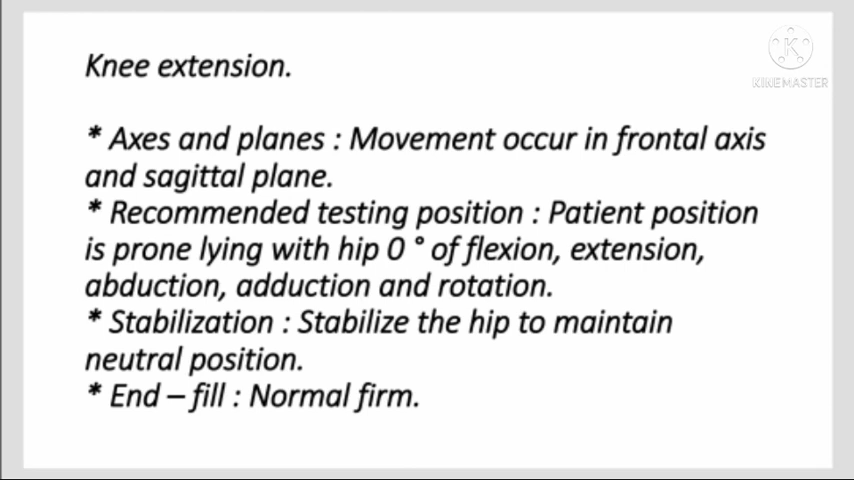 KINEMASTER
Knee extension.
* Axes and planes : Movement occur in frontal axis
and sagittal plane.
* Recommended testing position : Patient position
is prone lying with hip 0 ° of flexion, extension,
abduction, adduction and rotation.
* Stabilization : Stabilize the hip to maintain
neutral position.
* End – fill : Normal firm.